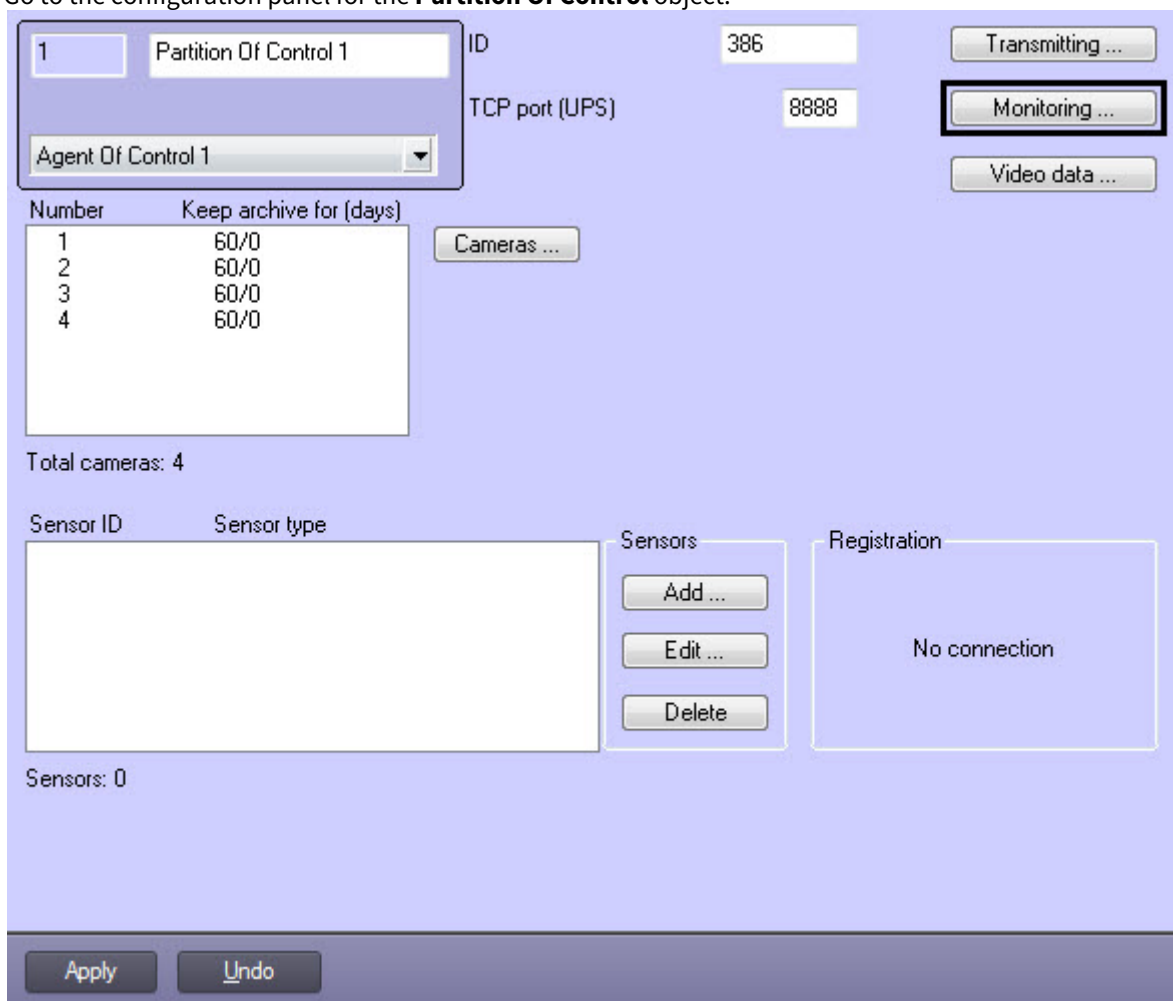 Go to the configuration panel for the Partition Of Control object.
1 Partition Of Control 1 ID 386 Transmitting ...
TCP port (UPS) 8888 Monitoring ...
Agent Of Control 1 Video data ...
Number Keep archive for (days)
1 60/0 Cameras ...
2 60/0
3 60/0
4 60/0
Total cameras: 4
Sensor ID Sensor type Sensors Registration
Add ...
Edit ... No connection
Delete
Sensors: 0
Apply Undo